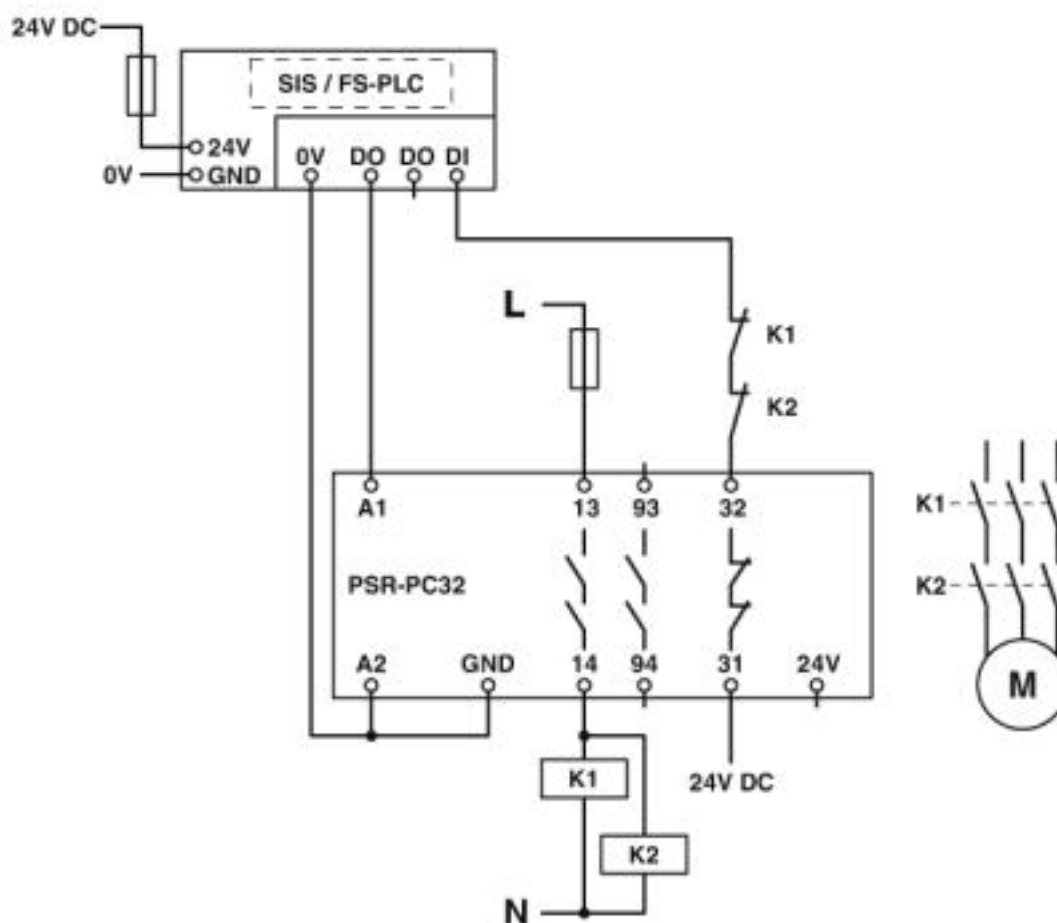 24V DC
SIS / FS-PLC
24V
0V DO DO DI
0V
GND
L
K1
K2
A1 13 93 32
K1
PSR-PC32
K2
A2 GND 14 94 31 24V
M
K1
24V DC
K2
N